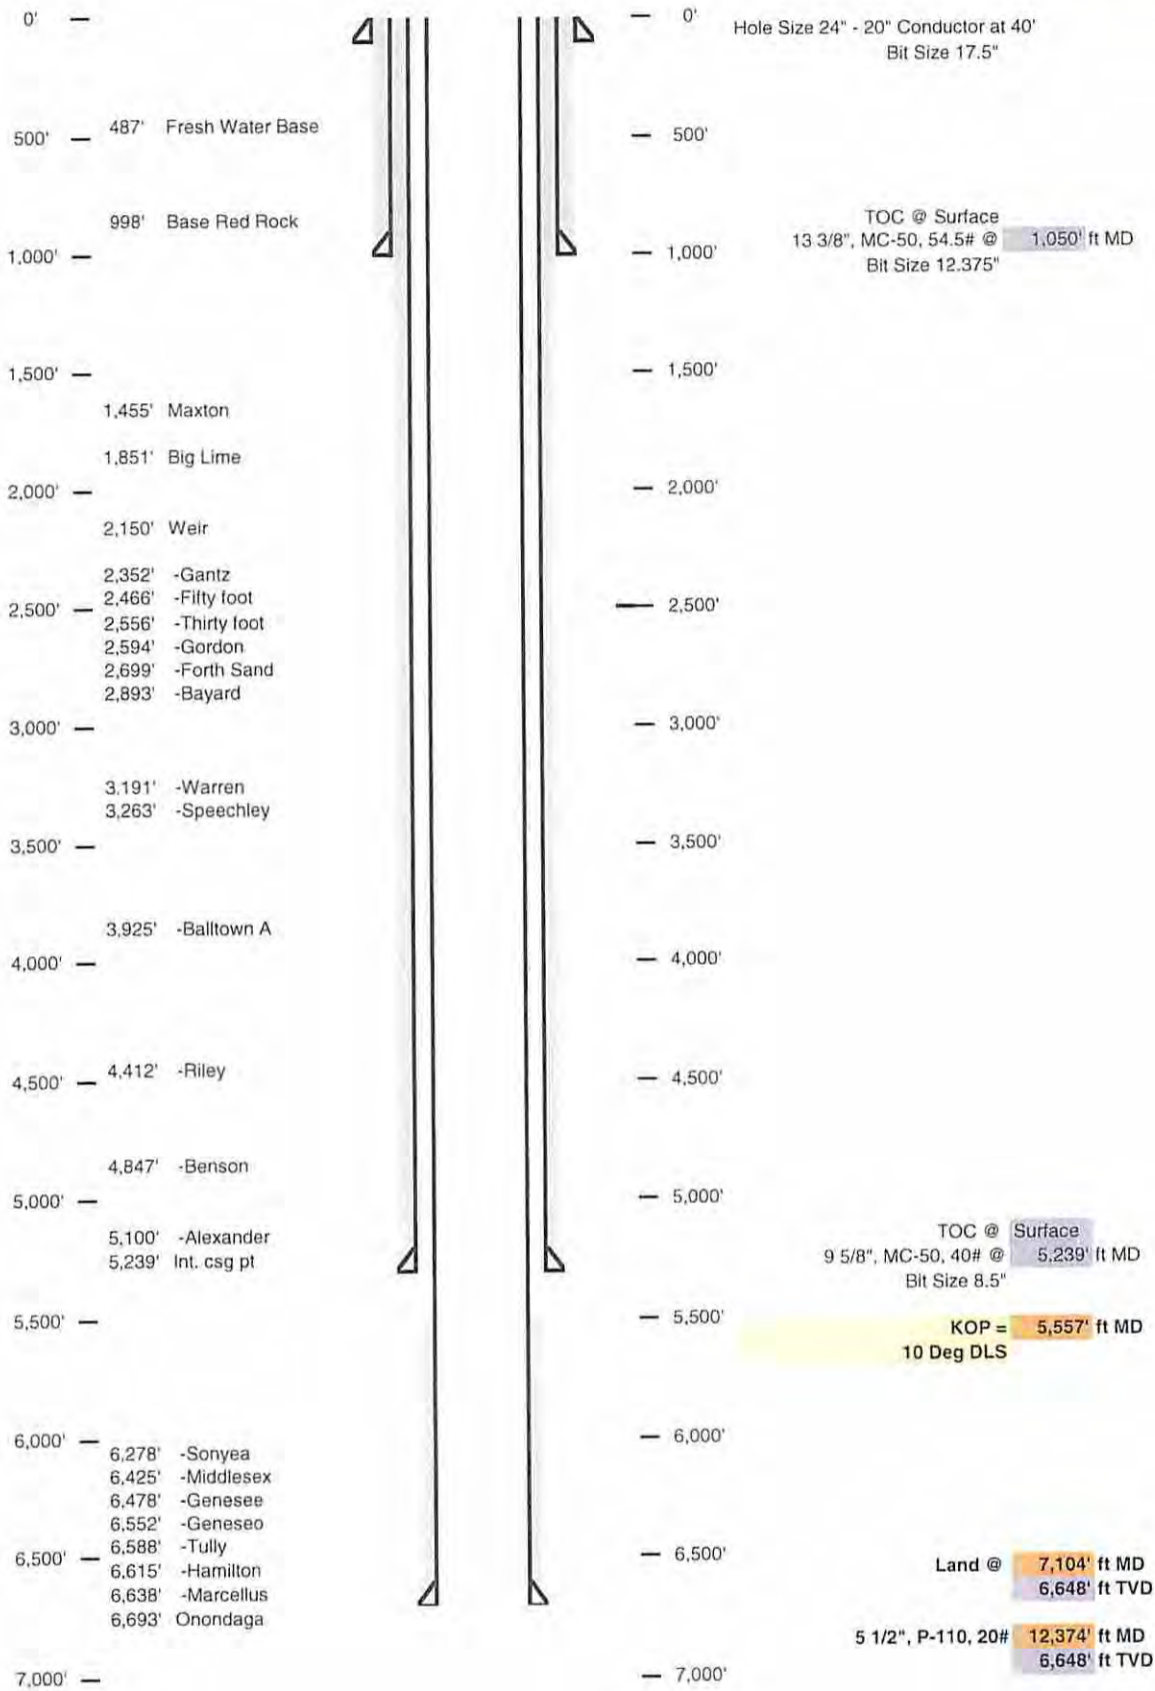 0'
0'
Hole Size 24" - 20" Conductor at 40'
Bit Size 17.5"
487' Fresh Water Base
500'
500'
998' Base Red Rock
TOC @ Surface
13 3/8", MC-50, 54.5# @ 1,050' ft MD
1,000'
1,000'
Bit Size 12.375"
1,500'
1,500'
1,455' Maxton
1,851' Big Lime
2,000'
2,000'
2,150' Weir
2,352' -Gantz
2,466' -Fifty foot
2,500'
2,500'
2,556' -Thirty foot
2,594' -Gordon
2,699' -Forth Sand
2,893' -Bayard
3,000'
3,000'
3.191' -Warren
3,263' -Speechley
3,500'
3,500'
3,925' -Balltown A
4,000'
4,000'
4,412' -Riley
4,500'
4,500'
4,847' -Benson
5,000'
5,000'
5,100' -Alexander
TOC @ Surface
5,239' Int. csg pt
9 5/8", MC-50, 40# @ 5,239' ft MD
Bit Size 8.5"
5,500'
5,500'
KOP = 5,557' ft MD
10 Deg DLS
6,000'
6,000'
6,278' -Sonyea
6,425' -Middlesex
6,478' -Genesee
6,552' -Geneseo
6,588' -Tully
6,500'
6,500'
6,615' -Hamilton
Land @ 7,104' ft MD
6,648' ft TVD
6,638' -Marcellus
6,693' Onondaga
5 1/2", P-110, 20# 12,374' ft MD
6,648' ft TVD
7,000'
7,000'